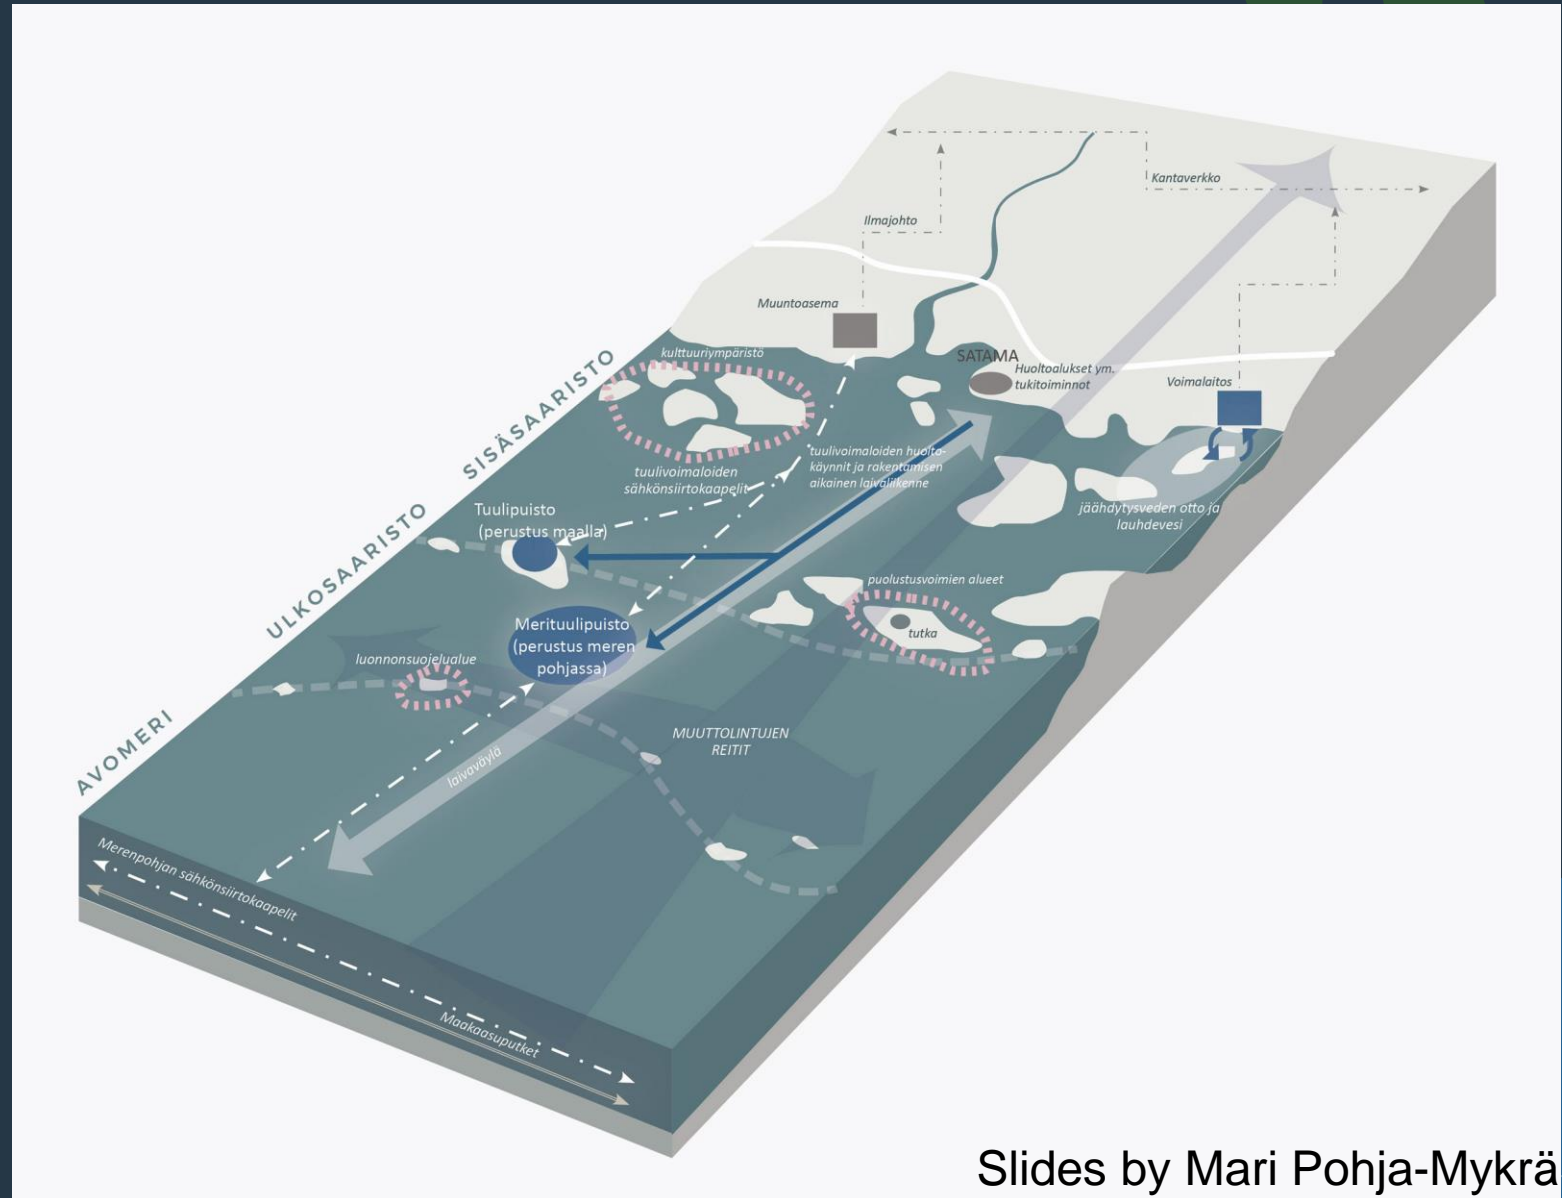 Kantaverkko
Ilmajohto
Muuntoasema
kulttuuriympäristö
SATAMA
Huoltoalukset ym.
tukitoiminnot
Voimalaitos
SISÄSAARISTO
tuulivoimaloiden
sähkönsiirtokaapelit
tuulivoimaloiden huolto-
käynnit ja rakentamisen
aikainen laivaliikenne
jäähdytysveden otto ja
lauhdevesi
ULKOSAARISTO
Tuulipuisto
(perustus maalla)
puolustusvoimien alueet
tutka
Merituulipuisto
(perustus meren
pohjassa)
luonnonsuojelualue
AVOMERI
MUUTTOLINTUJEN
REITIT
laivaväylä
Merenpohjan sähkönsiirtokaapelit
Maakaasuputket
Slides by Mari Pohja-Mykrä